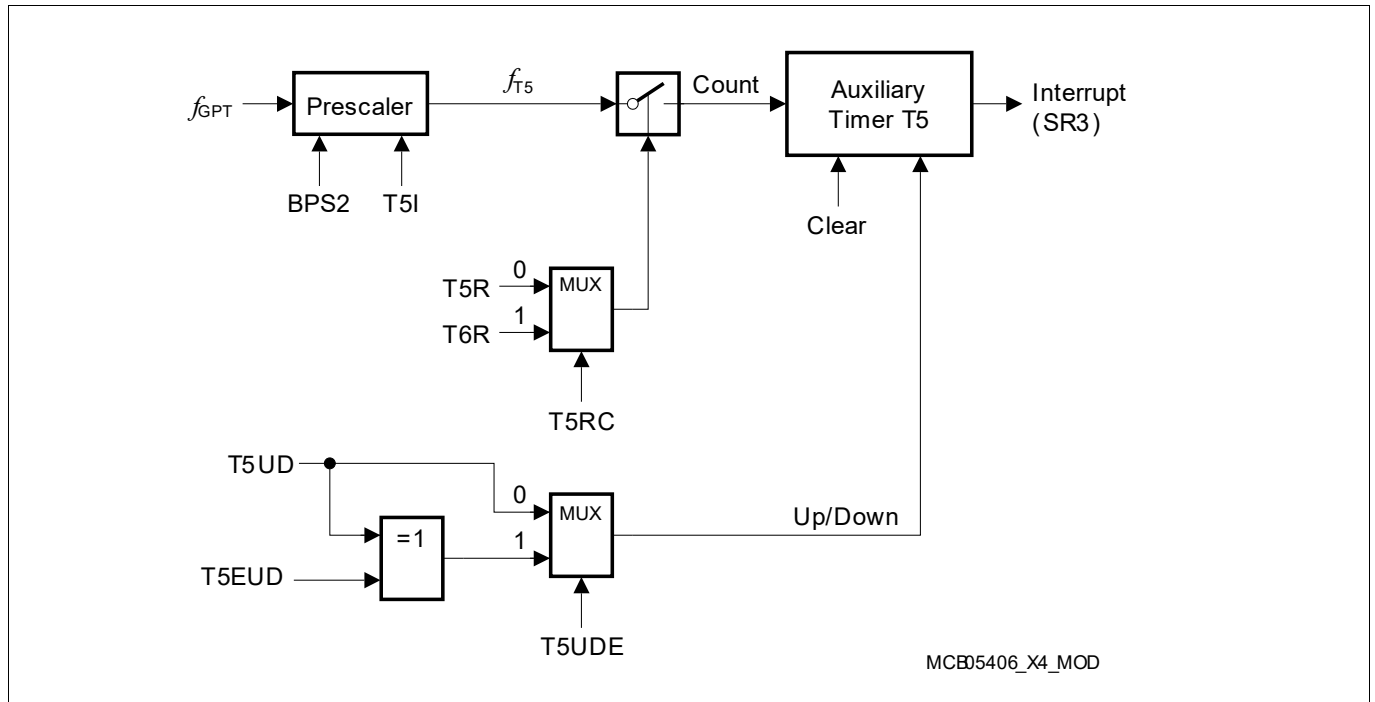 fGPT
Prescaler
fT5
Count
Auxiliary
Timer T5
Interrupt
(SR3)
BPS2
T5I
Clear
T5R
0
MUX
T6R
1
T5RC
T5UD
0
MUX
=1
1
Up/Down
T5EUD
T5UDE
MCB05406_X4_MOD